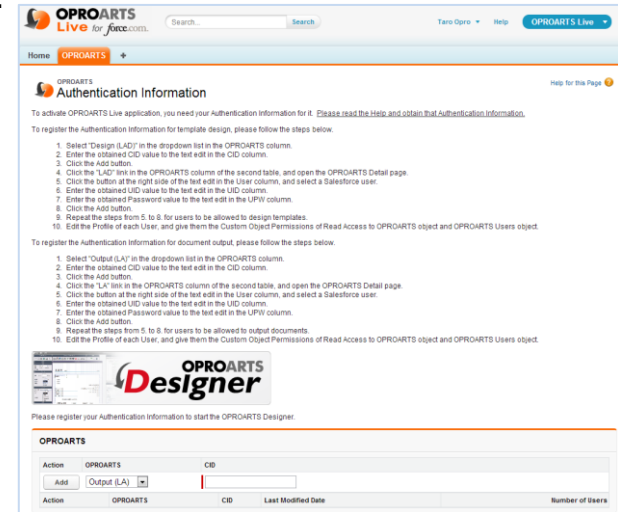 OPROARTS
Live for force.com.
Search...
Search
Taro Opro
Help
OPROARTS Live
Home
OPROARTS
+
OPROARTS
Authentication Information
Help for this Page
To activate OPROARTS Live application, you need your Authentication Information for it. Please read the Help and obtain that Authentication Information.
To register the Authentication Information for template design, please follow the steps below.
1. Select "Design (LAD)" in the dropdown list in the OPROARTS column.
2. Enter the obtained CID value to the text edit in the CID column.
3. Click the Add button.
4. Click the "LAD" link in the OPROARTS column of the second table, and open the OPROARTS Detail page.
5. Click the button at the right side of the text edit in the User column, and select a Salesforce user.
6. Enter the obtained UID value to the text edit in the UID column.
7. Enter the obtained Password value to the text edit in the UPW column.
8. Click the Add button.
9. Repeat the steps from 5. to 8. for users to be allowed to design templates.
10. Edit the Profile of each User, and give them the Custom Object Permissions of Read Access to OPROARTS object and OPROARTS Users object.
To register the Authentication Information for document output, please follow the steps below.
1. Select "Output (LA)" in the dropdown list in the OPROARTS column.
2. Enter the obtained CID value to the text edit in the CID column.
3. Click the Add button.
4. Click the "LA" link in the OPROARTS column of the second table, and open the OPROARTS Detail page.
5. Click the button at the right side of the text edit in the User column, and select a Salesforce user.
6. Enter the obtained UID value to the text edit in the UID column.
7. Enter the obtained Password value to the text edit in the UPW column.
8. Click the Add button.
9. Repeat the steps from 5. to 8. for users to be allowed to output documents.
10. Edit the Profile of each User, and give them the Custom Object Permissions of Read Access to OPROARTS object and OPROARTS Users object.
OPROARTS
Designer
Please register your Authentication Information to start the OPROARTS Designer.
OPROARTS
Action OPROARTS CID
Add Output (LA)
Action OPROARTS CID Last Modified Date Number of Users